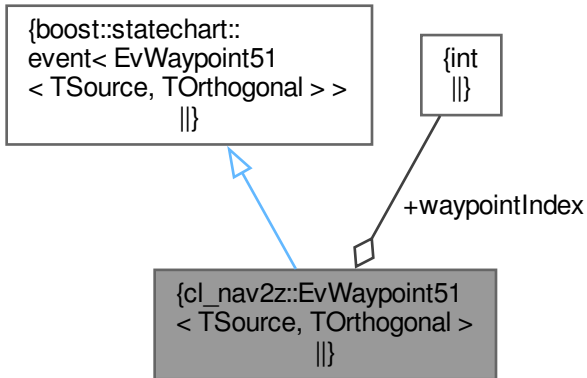 {boost::statechart::
event< EvWaypoint51
< TSource, TOrthogonal > >
||}
{int
||}
+waypointIndex
{cl_nav2z::EvWaypoint51
< TSource, TOrthogonal >
||}